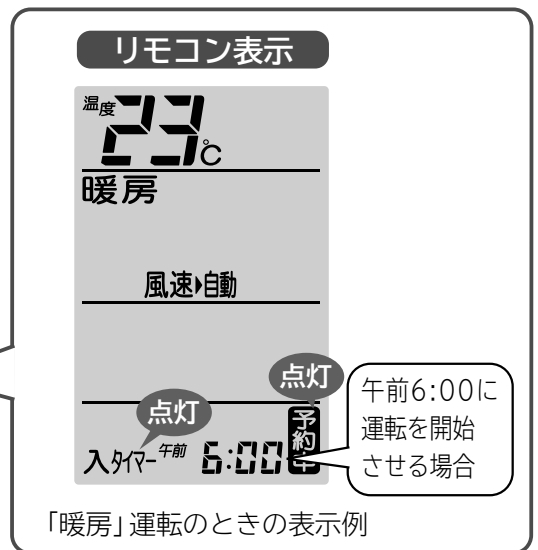 リモコン表示
温度23℃
暖房
風速▶自動
点灯
点灯
入タイマー午前 6:00
予約
午前6:00に
運転を開始
させる場合
「暖房」運転のときの表示例